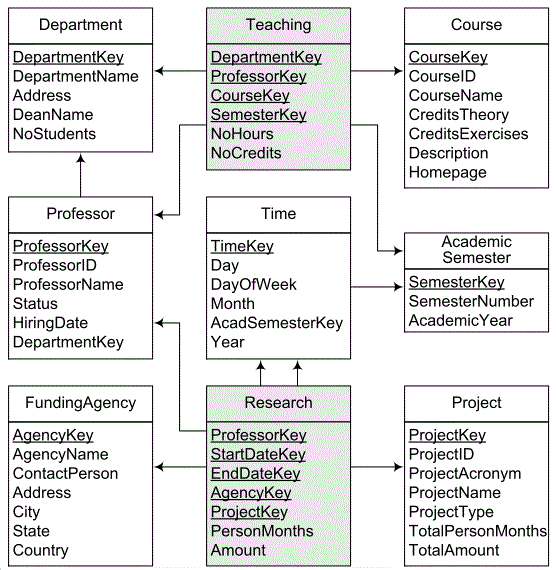 Department
DepartmentKey
DepartmentName
Address
DeanName
NoStudents
Teaching
DepartmentKey
ProfessorKey
CourseKey
SemesterKey
NoHours
NoCredits
Course
CourseKey
CourseID
CourseName
CreditsTheory
CreditsExercises
Description
Homepage
Professor
ProfessorKey
ProfessorID
ProfessorName
Status
HiringDate
DepartmentKey
Time
TimeKey
Day
DayOfWeek
Month
AcadSemesterKey
Year
Academic
Semester
SemesterKey
SemesterNumber
AcademicYear
FundingAgency
AgencyKey
AgencyName
ContactPerson
Address
City
State
Country
Research
ProfessorKey
StartDateKey
EndDateKey
AgencyKey
ProjectKey
PersonMonths
Amount
Project
ProjectKey
ProjectID
ProjectAcronym
ProjectName
ProjectType
TotalPersonMonths
TotalAmount